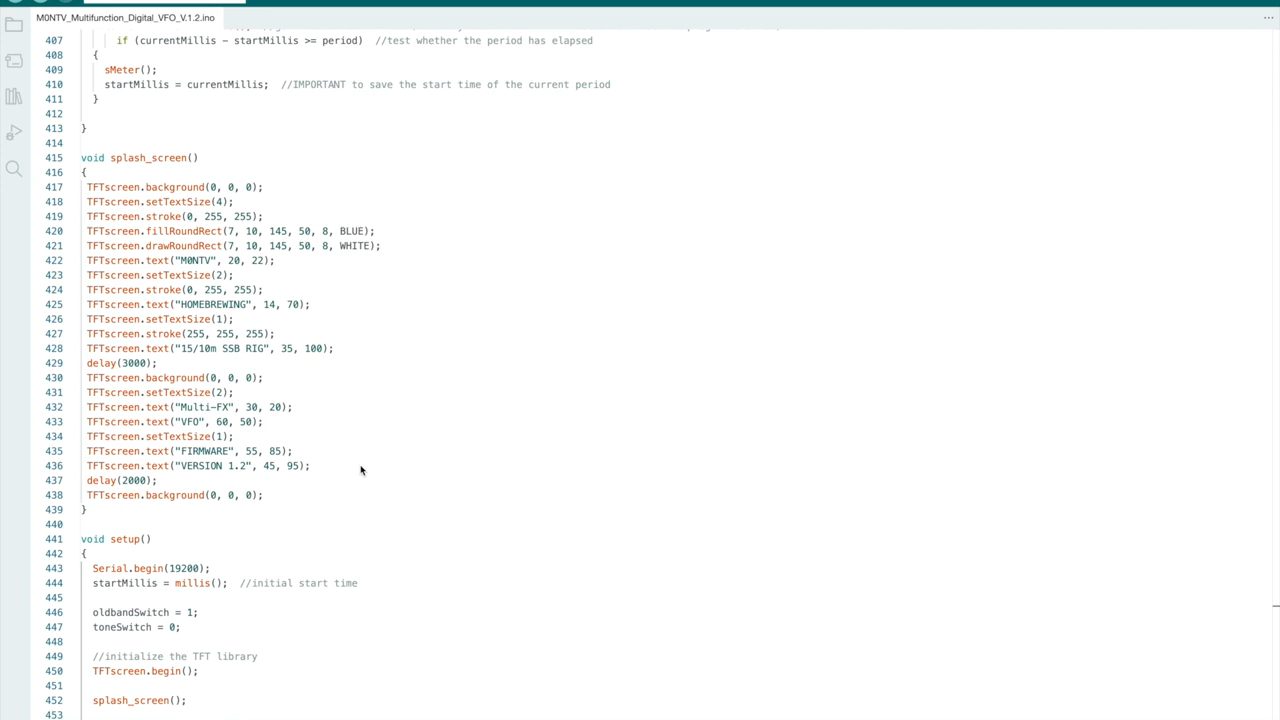 M0NTV_Multifunction_Digital_VFO_V.1.2.ino
407 if (currentMillis - startMillis >= period) //test whether the period has elapsed
408 {
409 sMeter();
410 startMillis = currentMillis; //IMPORTANT to save the start time of the current period
411 }
412
413 }
414
415 void splash_screen()
416 {
417 TFTscreen.background(0, 0, 0);
418 TFTscreen.setTextSize(4);
419 TFTscreen.stroke(0, 255, 255);
420 TFTscreen.fillRoundRect(7, 10, 145, 50, 8, BLUE);
421 TFTscreen.drawRoundRect(7, 10, 145, 50, 8, WHITE);
422 TFTscreen.text("M0NTV", 20, 22);
423 TFTscreen.setTextSize(2);
424 TFTscreen.stroke(0, 255, 255);
425 TFTscreen.text("HOMEBREWING", 14, 70);
426 TFTscreen.setTextSize(1);
427 TFTscreen.stroke(255, 255, 255);
428 TFTscreen.text("15/10m SSB RIG", 35, 100);
429 delay(3000);
430 TFTscreen.background(0, 0, 0);
431 TFTscreen.setTextSize(2);
432 TFTscreen.text("Multi-FX", 30, 20);
433 TFTscreen.text("VFO", 60, 50);
434 TFTscreen.setTextSize(1);
435 TFTscreen.text("FIRMWARE", 55, 85);
436 TFTscreen.text("VERSION 1.2", 45, 95);
437 delay(2000);
438 TFTscreen.background(0, 0, 0);
439 }
440
441 void setup()
442 {
443 Serial.begin(19200);
444 startMillis = millis(); //initial start time
445
446 oldbandSwitch = 1;
447 toneSwitch = 0;
448
449 //initialize the TFT library
450 TFTscreen.begin();
451
452 splash_screen();
453